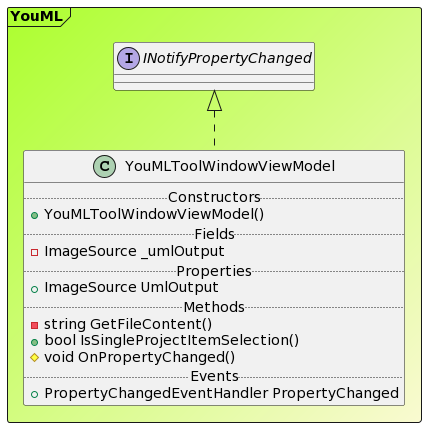 YouML
I INotifyPropertyChanged
C YouMLToolWindowViewModel
Constructors
YouMLToolWindowViewModel()
Fields
ImageSource _umlOutput
Properties
ImageSource UmlOutput
Methods
string GetFileContent()
bool IsSingleProjectItemSelection()
void OnPropertyChanged()
Events
PropertyChangedEventHandler PropertyChanged